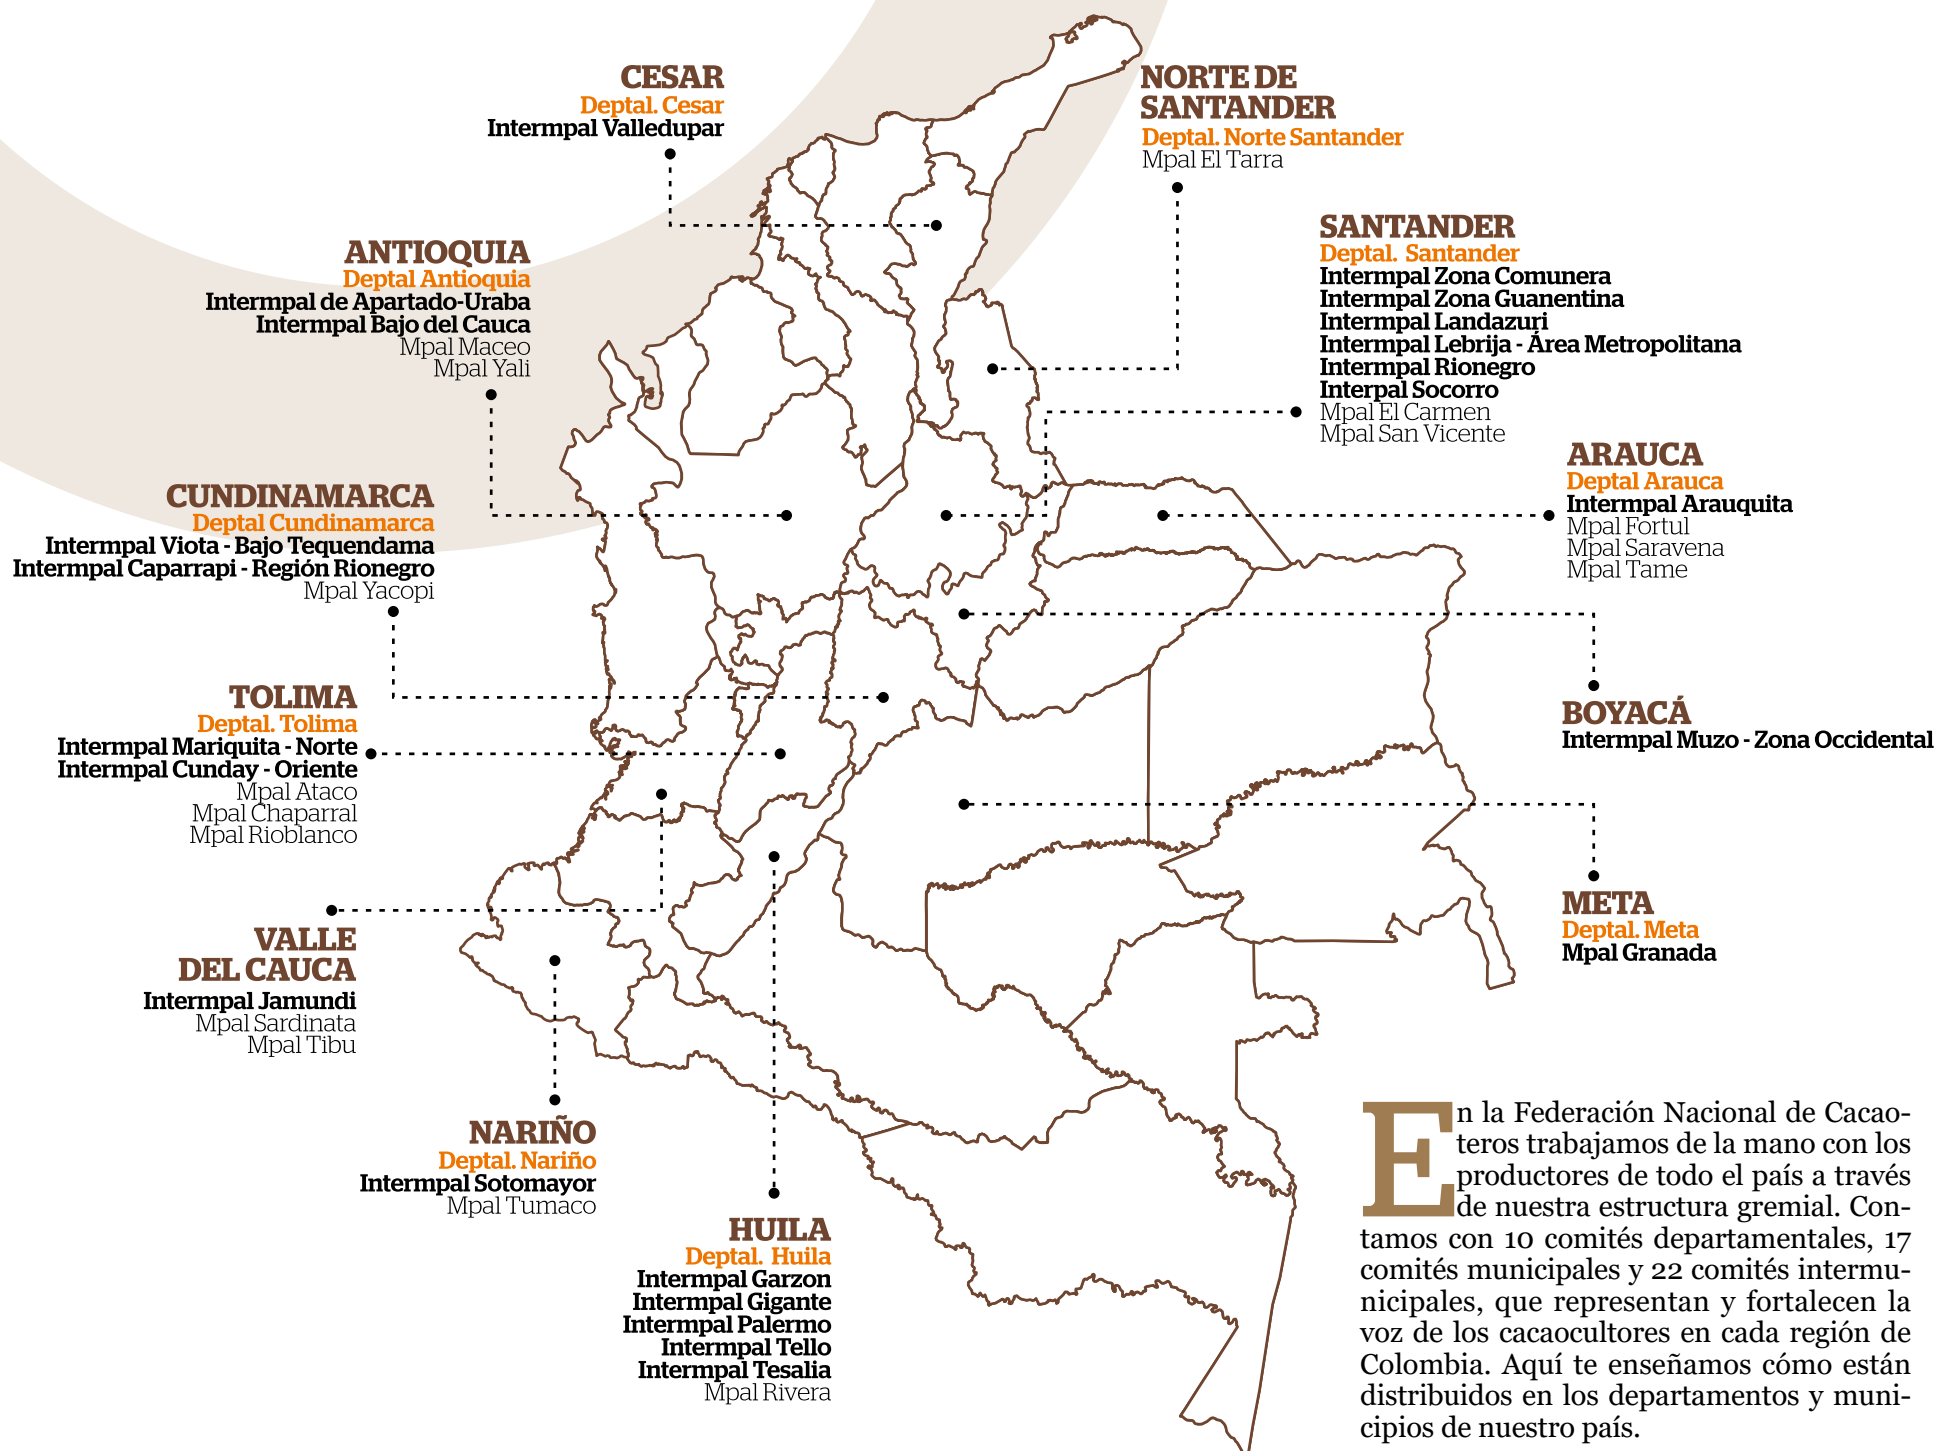 CESAR
Deptal. Cesar
Intermpal Valledupar
NORTE DE
SANTANDER
Deptal. Norte Santander
Mpal El Tarra
ANTIOQUIA
Deptal Antioquia
Intermpal de Apartado-Uraba
Intermpal Bajo del Cauca
Mpal Maceo
Mpal Yali
SANTANDER
Deptal. Santander
Intermpal Zona Comunera
Intermpal Zona Guanentina
Intermpal Landazuri
Intermpal Lebrija - Área Metropolitana
Intermpal Rionegro
Interpal Socorro
Mpal El Carmen
Mpal San Vicente
CUNDINAMARCA
Deptal Cundinamarca
Intermpal Viota - Bajo Tequendama
Intermpal Caparrapi - Región Rionegro
Mpal Yacopi
ARAUCA
Deptal Arauca
Intermpal Arauquita
Mpal Fortul
Mpal Saravena
Mpal Tame
TOLIMA
Deptal. Tolima
Intermpal Mariquita - Norte
Intermpal Cunday - Oriente
Mpal Ataco
Mpal Chaparral
Mpal Rioblanco
BOYACÁ
Intermpal Muzo - Zona Occidental
VALLE
DEL CAUCA
Intermpal Jamundi
Mpal Sardinata
Mpal Tibu
META
Deptal. Meta
Mpal Granada
NARIÑO
Deptal. Nariño
Intermpal Sotomayor
Mpal Tumaco
HUILA
Deptal. Huila
Intermpal Garzon
Intermpal Gigante
Intermpal Palermo
Intermpal Tello
Intermpal Tesalia
Mpal Rivera
En la Federación Nacional de Cacao-
teros trabajamos de la mano con los
productores de todo el país a través
de nuestra estructura gremial. Con-
tamos con 10 comités departamentales, 17
comités municipales y 22 comités intermu-
nicipales, que representan y fortalecen la
voz de los cacaocultores en cada región de
Colombia. Aquí te enseñamos cómo están
distribuidos en los departamentos y muni-
cipios de nuestro país.